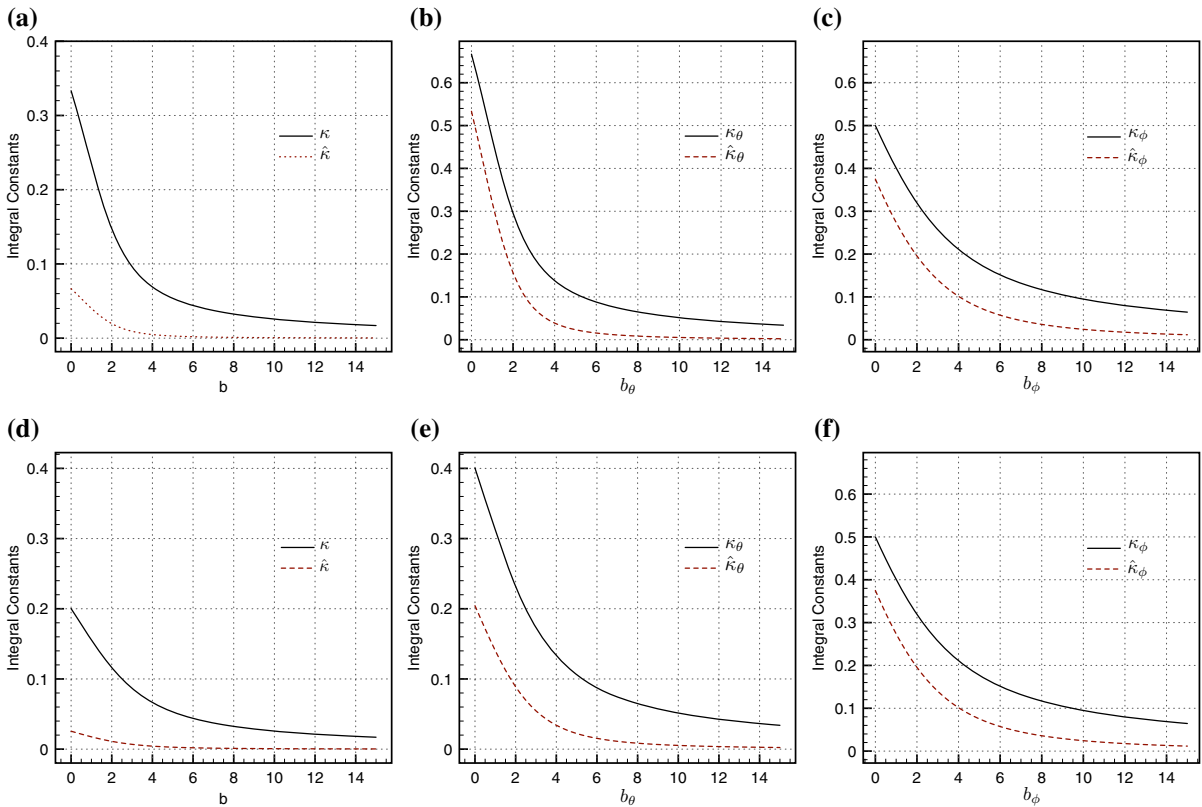 (a)
0.4
0.3
0.2
0.1
0
Integral Constants
κ
κ̂
0 2 4 6 8 10 12 14
b
(b)
0.6
0.5
0.4
0.3
0.2
0.1
0
Integral Constants
κ_θ
κ̂_θ
0 2 4 6 8 10 12 14
b_θ
(c)
0.6
0.5
0.4
0.3
0.2
0.1
0
Integral Constants
κ_ϕ
κ̂_ϕ
0 2 4 6 8 10 12 14
b_ϕ
(d)
0.4
0.3
0.2
0.1
0
Integral Constants
κ
κ̂
0 2 4 6 8 10 12 14
b
(e)
0.4
0.3
0.2
0.1
0
Integral Constants
κ_θ
κ̂_θ
0 2 4 6 8 10 12 14
b_θ
(f)
0.6
0.5
0.4
0.3
0.2
0.1
0
Integral Constants
κ_ϕ
κ̂_ϕ
0 2 4 6 8 10 12 14
b_ϕ